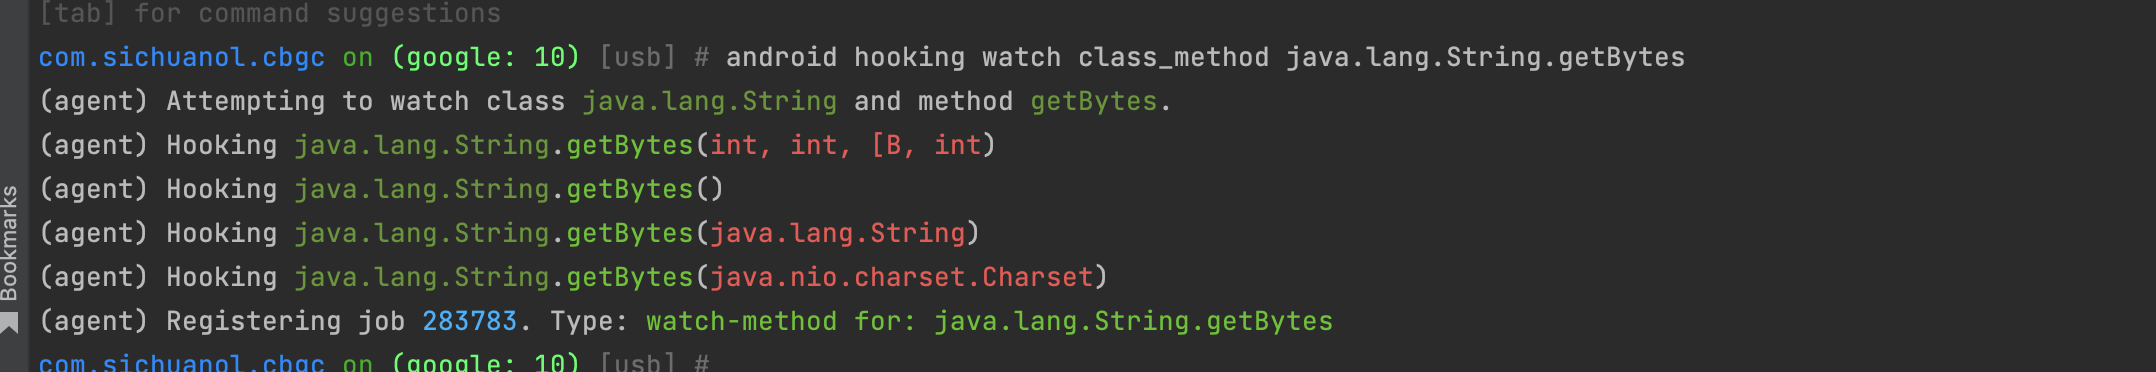 [tab] for command suggestions
com.sichuanol.cbgc on (google: 10) [usb] # android hooking watch class_method java.lang.String.getBytes
(agent) Attempting to watch class java.lang.String and method getBytes.
(agent) Hooking java.lang.String.getBytes(int, int, [B, int)
(agent) Hooking java.lang.String.getBytes()
(agent) Hooking java.lang.String.getBytes(java.lang.String)
(agent) Hooking java.lang.String.getBytes(java.nio.charset.Charset)
(agent) Registering job 283783. Type: watch-method for: java.lang.String.getBytes
com.sichuanol.cbgc on (google: 10) [usb] #
Bookmarks